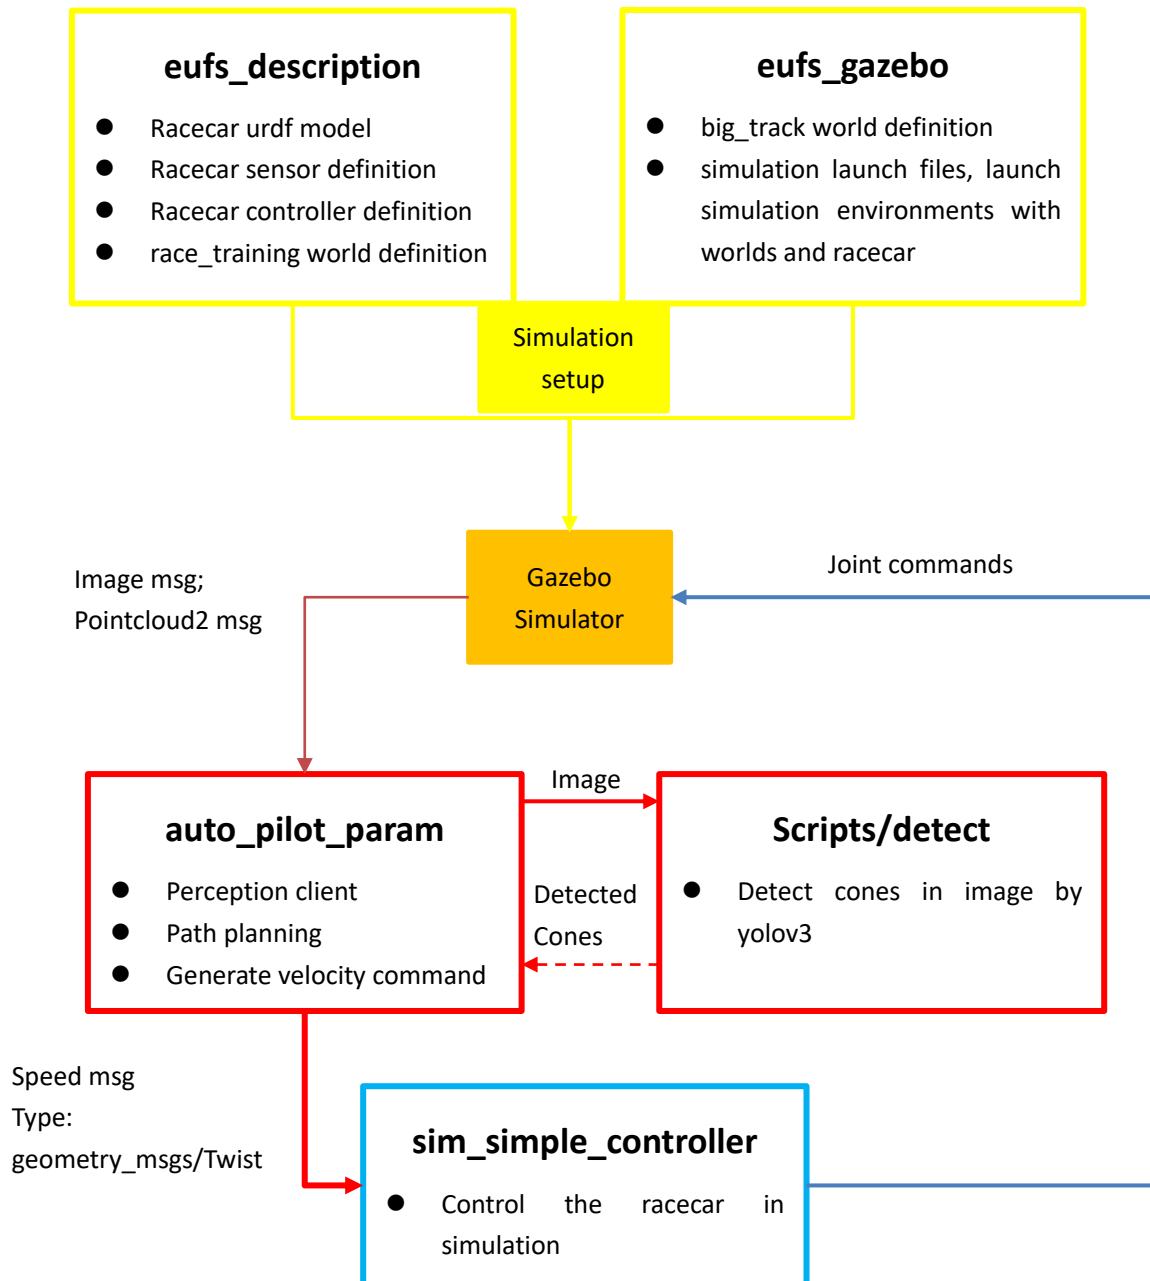 eufs_description
● Racecar urdf model
● Racecar sensor definition
● Racecar controller definition
● race_training world definition
eufs_gazebo
● big_track world definition
● simulation launch files, launch
simulation environments with
worlds and racecar
Simulation
setup
Gazebo
Simulator
Image msg;
Pointcloud2 msg
Joint commands
auto_pilot_param
● Perception client
● Path planning
● Generate velocity command
Image
Detected
Cones
Scripts/detect
● Detect cones in image by
yolov3
Speed msg
Type:
geometry_msgs/Twist
sim_simple_controller
● Control the racecar in
simulation